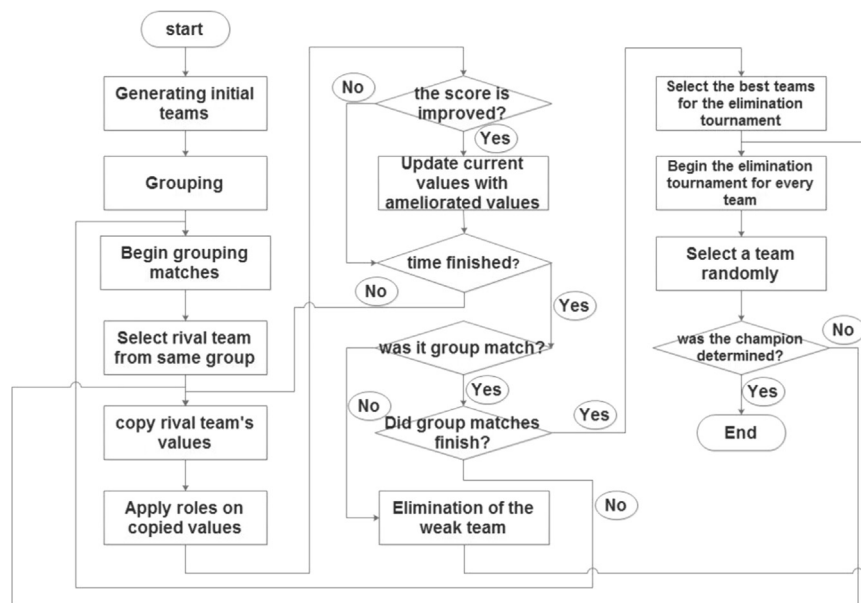 start
Generating initial
teams
Grouping
Begin grouping
matches
Select rival team
from same group
copy rival team's
values
Apply roles on
copied values
No
the score is
improved?
Yes
Update current
values with
ameliorated values
time finished?
No
Yes
was it group match?
Yes
No
Did group matches
finish?
Yes
No
Elimination of the
weak team
Select the best teams
for the elimination
tournament
Begin the elimination
tournament for every
team
Select a team
randomly
was the champion
determined?
No
Yes
End